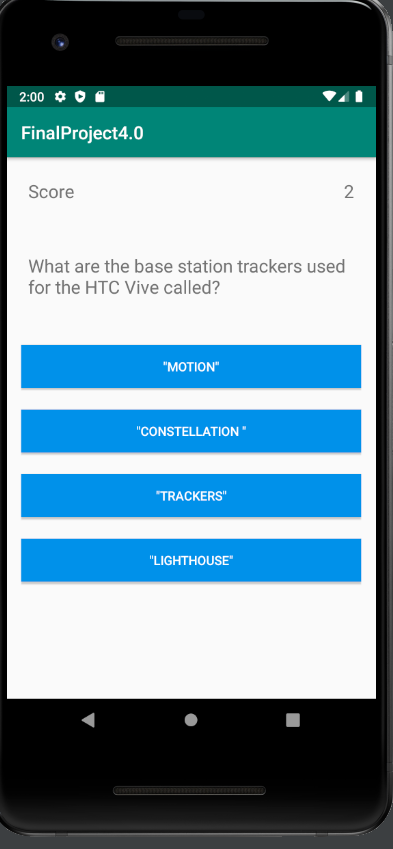 2:00
FinalProject4.0
Score 2
What are the base station trackers used
for the HTC Vive called?
"MOTION"
"CONSTELLATION "
"TRACKERS"
"LIGHTHOUSE"